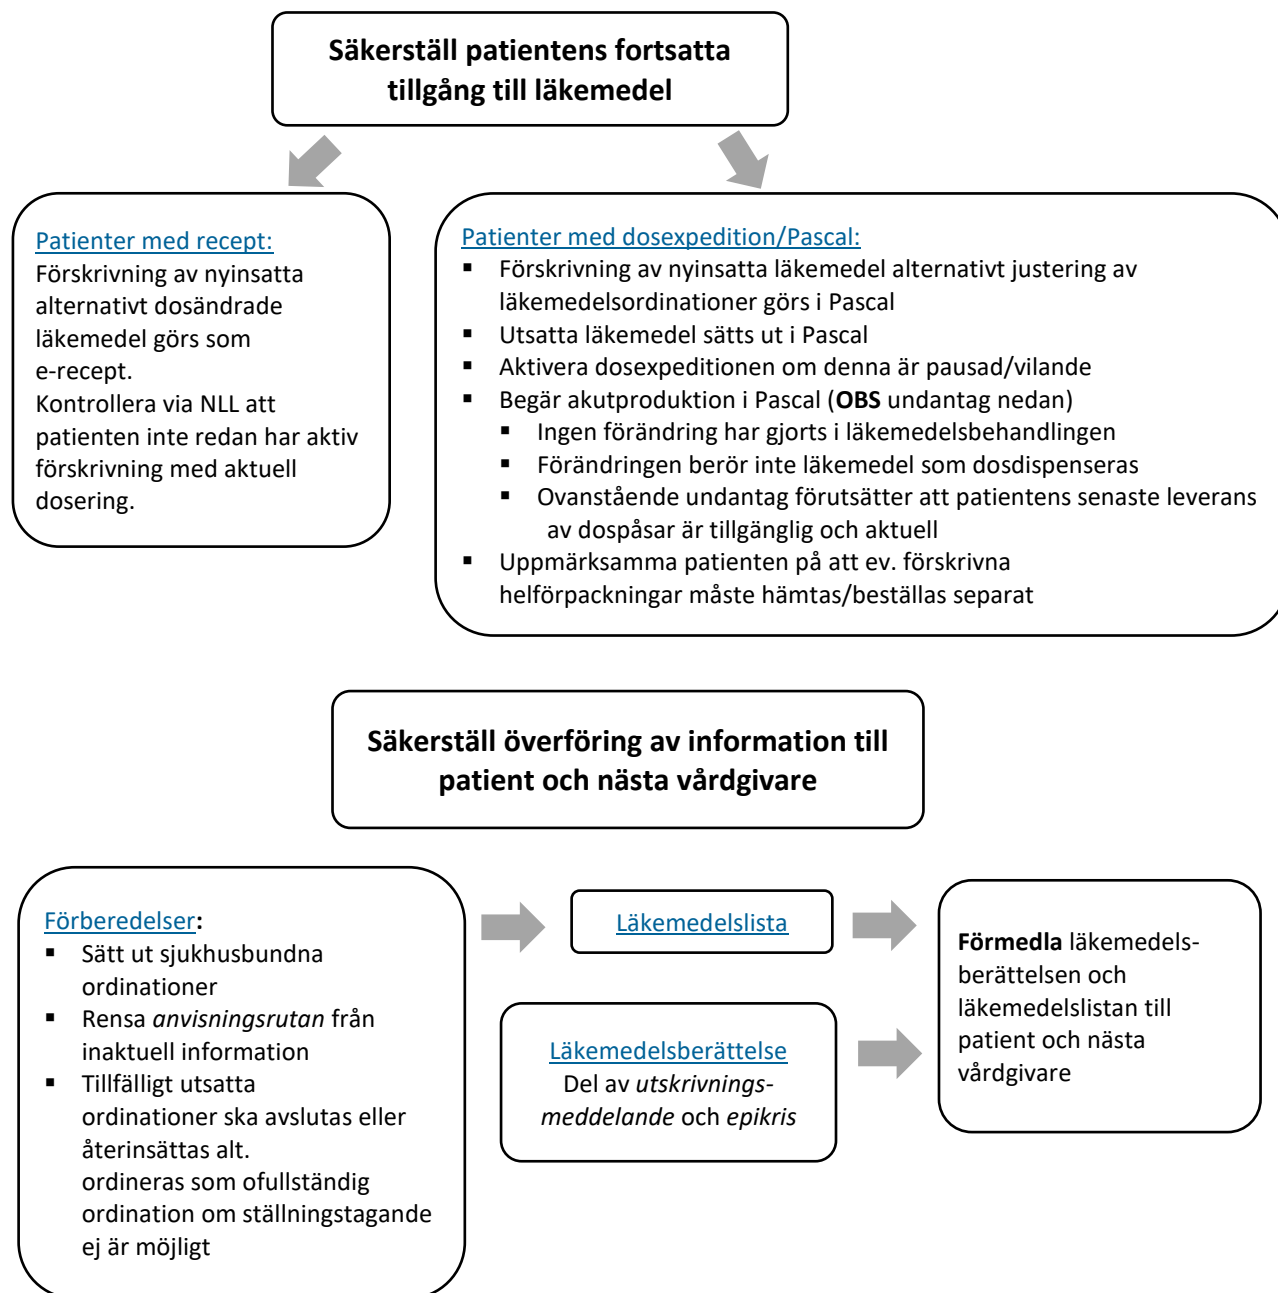 Säkerställ patientens fortsatta
tillgång till läkemedel
Patienter med recept:
Förskrivning av nyinsatta
alternativt dosändrade
läkemedel görs som
e-recept.
Kontrollera via NLL att
patienten inte redan har aktiv
förskrivning med aktuell
dosering.
Patienter med dosexpedition/Pascal:
▪ Förskrivning av nyinsatta läkemedel alternativt justering av
läkemedelsordinationer görs i Pascal
▪ Utsatta läkemedel sätts ut i Pascal
▪ Aktivera dosexpeditionen om denna är pausad/vilande
▪ Begär akutproduktion i Pascal (OBS undantag nedan)
▪ Ingen förändring har gjorts i läkemedelsbehandlingen
▪ Förändringen berör inte läkemedel som dosdispenseras
▪ Ovanstående undantag förutsätter att patientens senaste leverans
av dospåsar är tillgänglig och aktuell
▪ Uppmärksamma patienten på att ev. förskrivna
helförpackningar måste hämtas/beställas separat
Säkerställ överföring av information till
patient och nästa vårdgivare
Förberedelser:
▪ Sätt ut sjukhusbundna
ordinationer
▪ Rensa anvisningsrutan från
inaktuell information
▪ Tillfälligt utsatta
ordinationer ska avslutas eller
återinsättas alt.
ordineras som ofullständig
ordination om ställningstagande
ej är möjligt
Läkemedelslista
Läkemedelsberättelse
Del av utskrivnings-
meddelande och epikris
Förmedla läkemedels-
berättelsen och
läkemedelslistan till
patient och nästa
vårdgivare